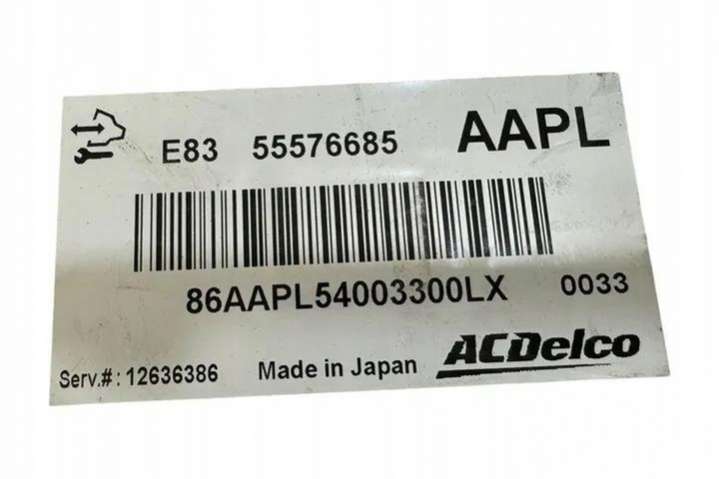 E83 55576685 AAPL
86AAPL54003300LX 0033
Serv.#: 12636386 Made in Japan ACDelco